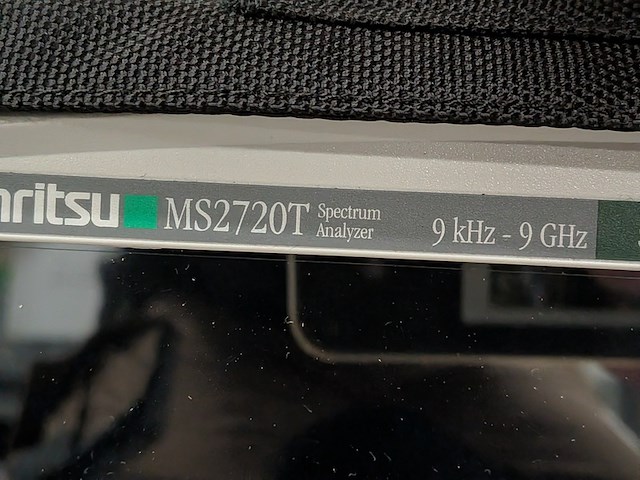 nritsu MS2720T Spectrum Analyzer 9 kHz - 9 GHz